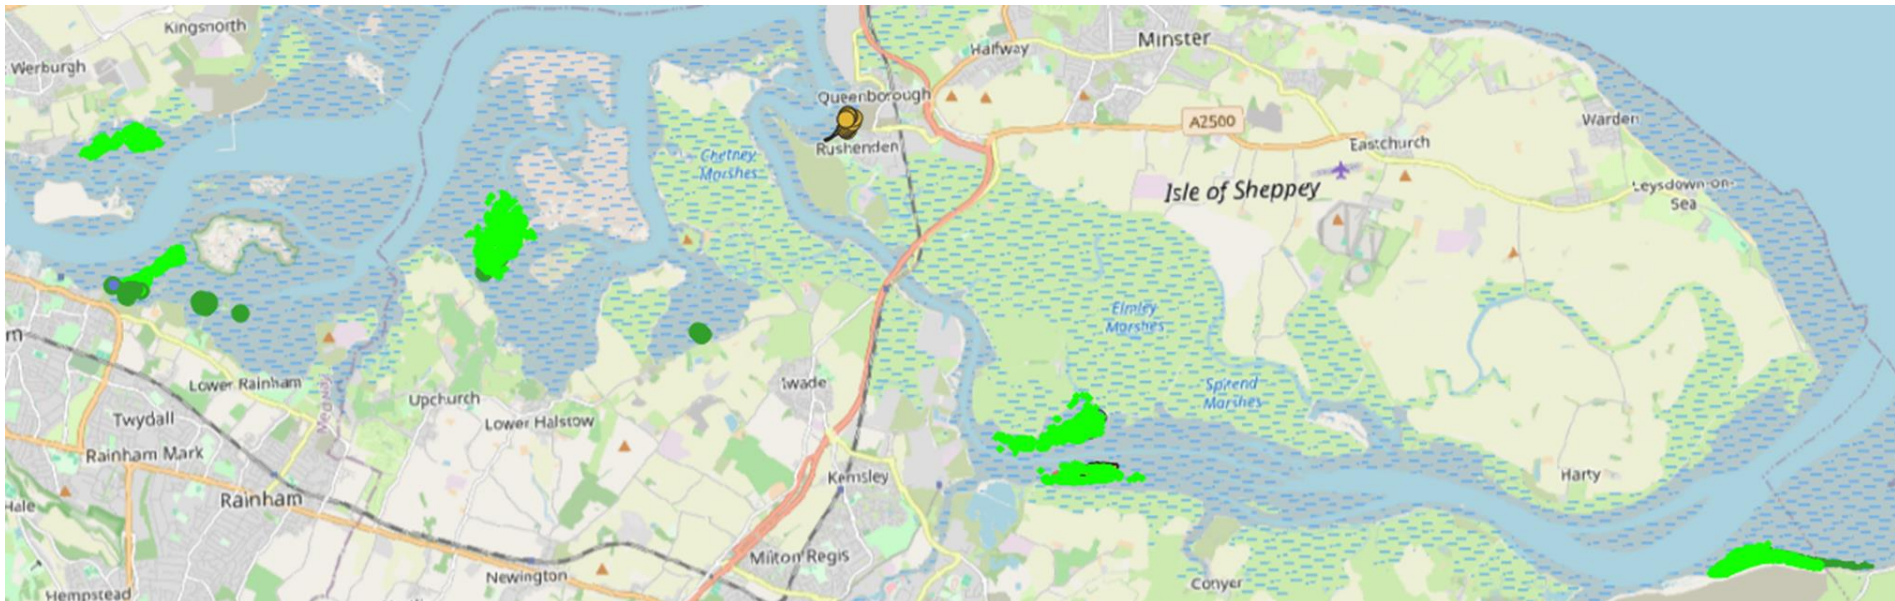 Kingsnorth
Werburgh
Halfway
Minster
Queenborough
A2500
Warden
Rushenden
Eastchurch
Chetney
Marshes
Isle of Sheppey
Leysdown-on-
Sea
Elmley
Marshes
m
Lower Rainham
Medway
Iwade
Spitend
Marshes
Upchurch
Twydall
Lower Halstow
Rainham Mark
Kemsley
Harty
Rainham
Hale
Milton Regis
Newington
Conyer
Hempstead